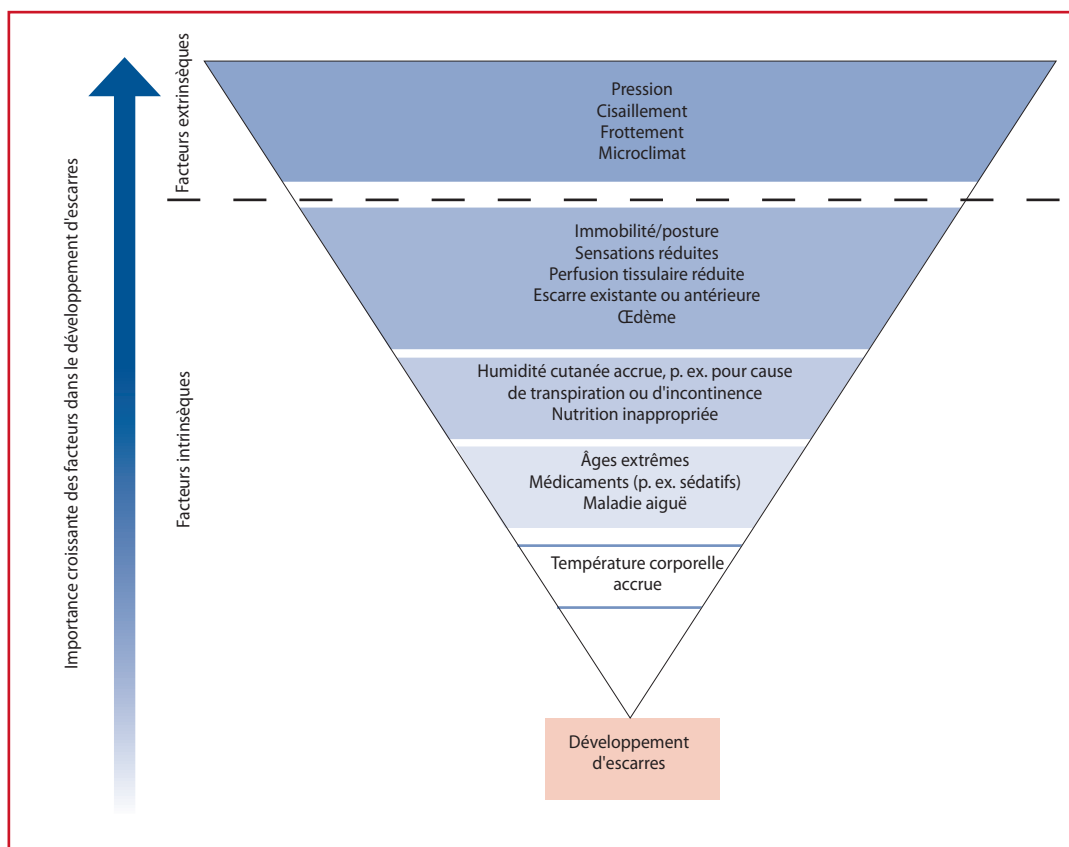 Importance croissante des facteurs dans le développement d'escarres
Facteurs extrinsèques
Facteurs intrinsèques
Pression
Cisaillement
Frottement
Microclimat
Immobilité/posture
Sensations réduites
Perfusion tissulaire réduite
Escarre existante ou antérieure
Œdème
Humidité cutanée accrue, p. ex. pour cause
de transpiration ou d'incontinence
Nutrition inappropriée
Âges extrêmes
Médicaments (p. ex. sédatifs)
Maladie aiguë
Température corporelle
accrue
Développement
d'escarres